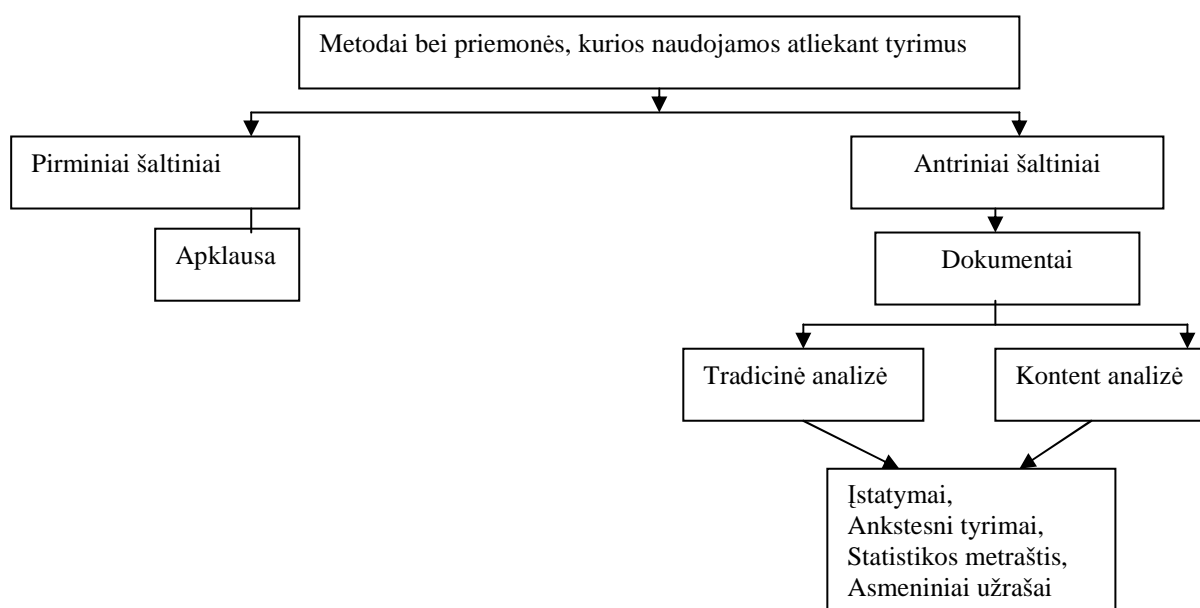 Metodai bei priemonės, kurios naudojamos atliekant tyrimus
Pirminiai šaltiniai
Antriniai šaltiniai
Apklausa
Dokumentai
Tradicinė analizė
Kontent analizė
Įstatymai,
Ankstesni tyrimai,
Statistikos metraštis,
Asmeniniai užrašai